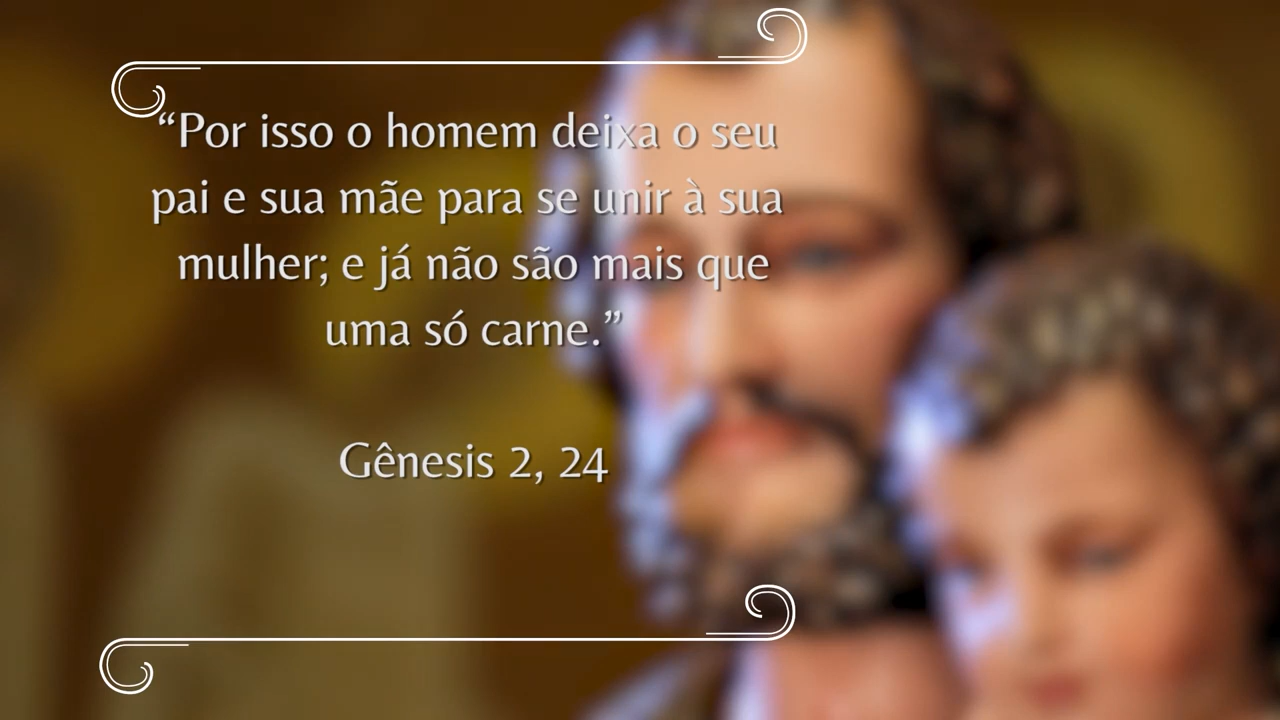 “Por isso o homem deixa o seu
pai e sua mãe para se unir à sua
mulher; e já não são mais que
uma só carne.”
Gênesis 2, 24